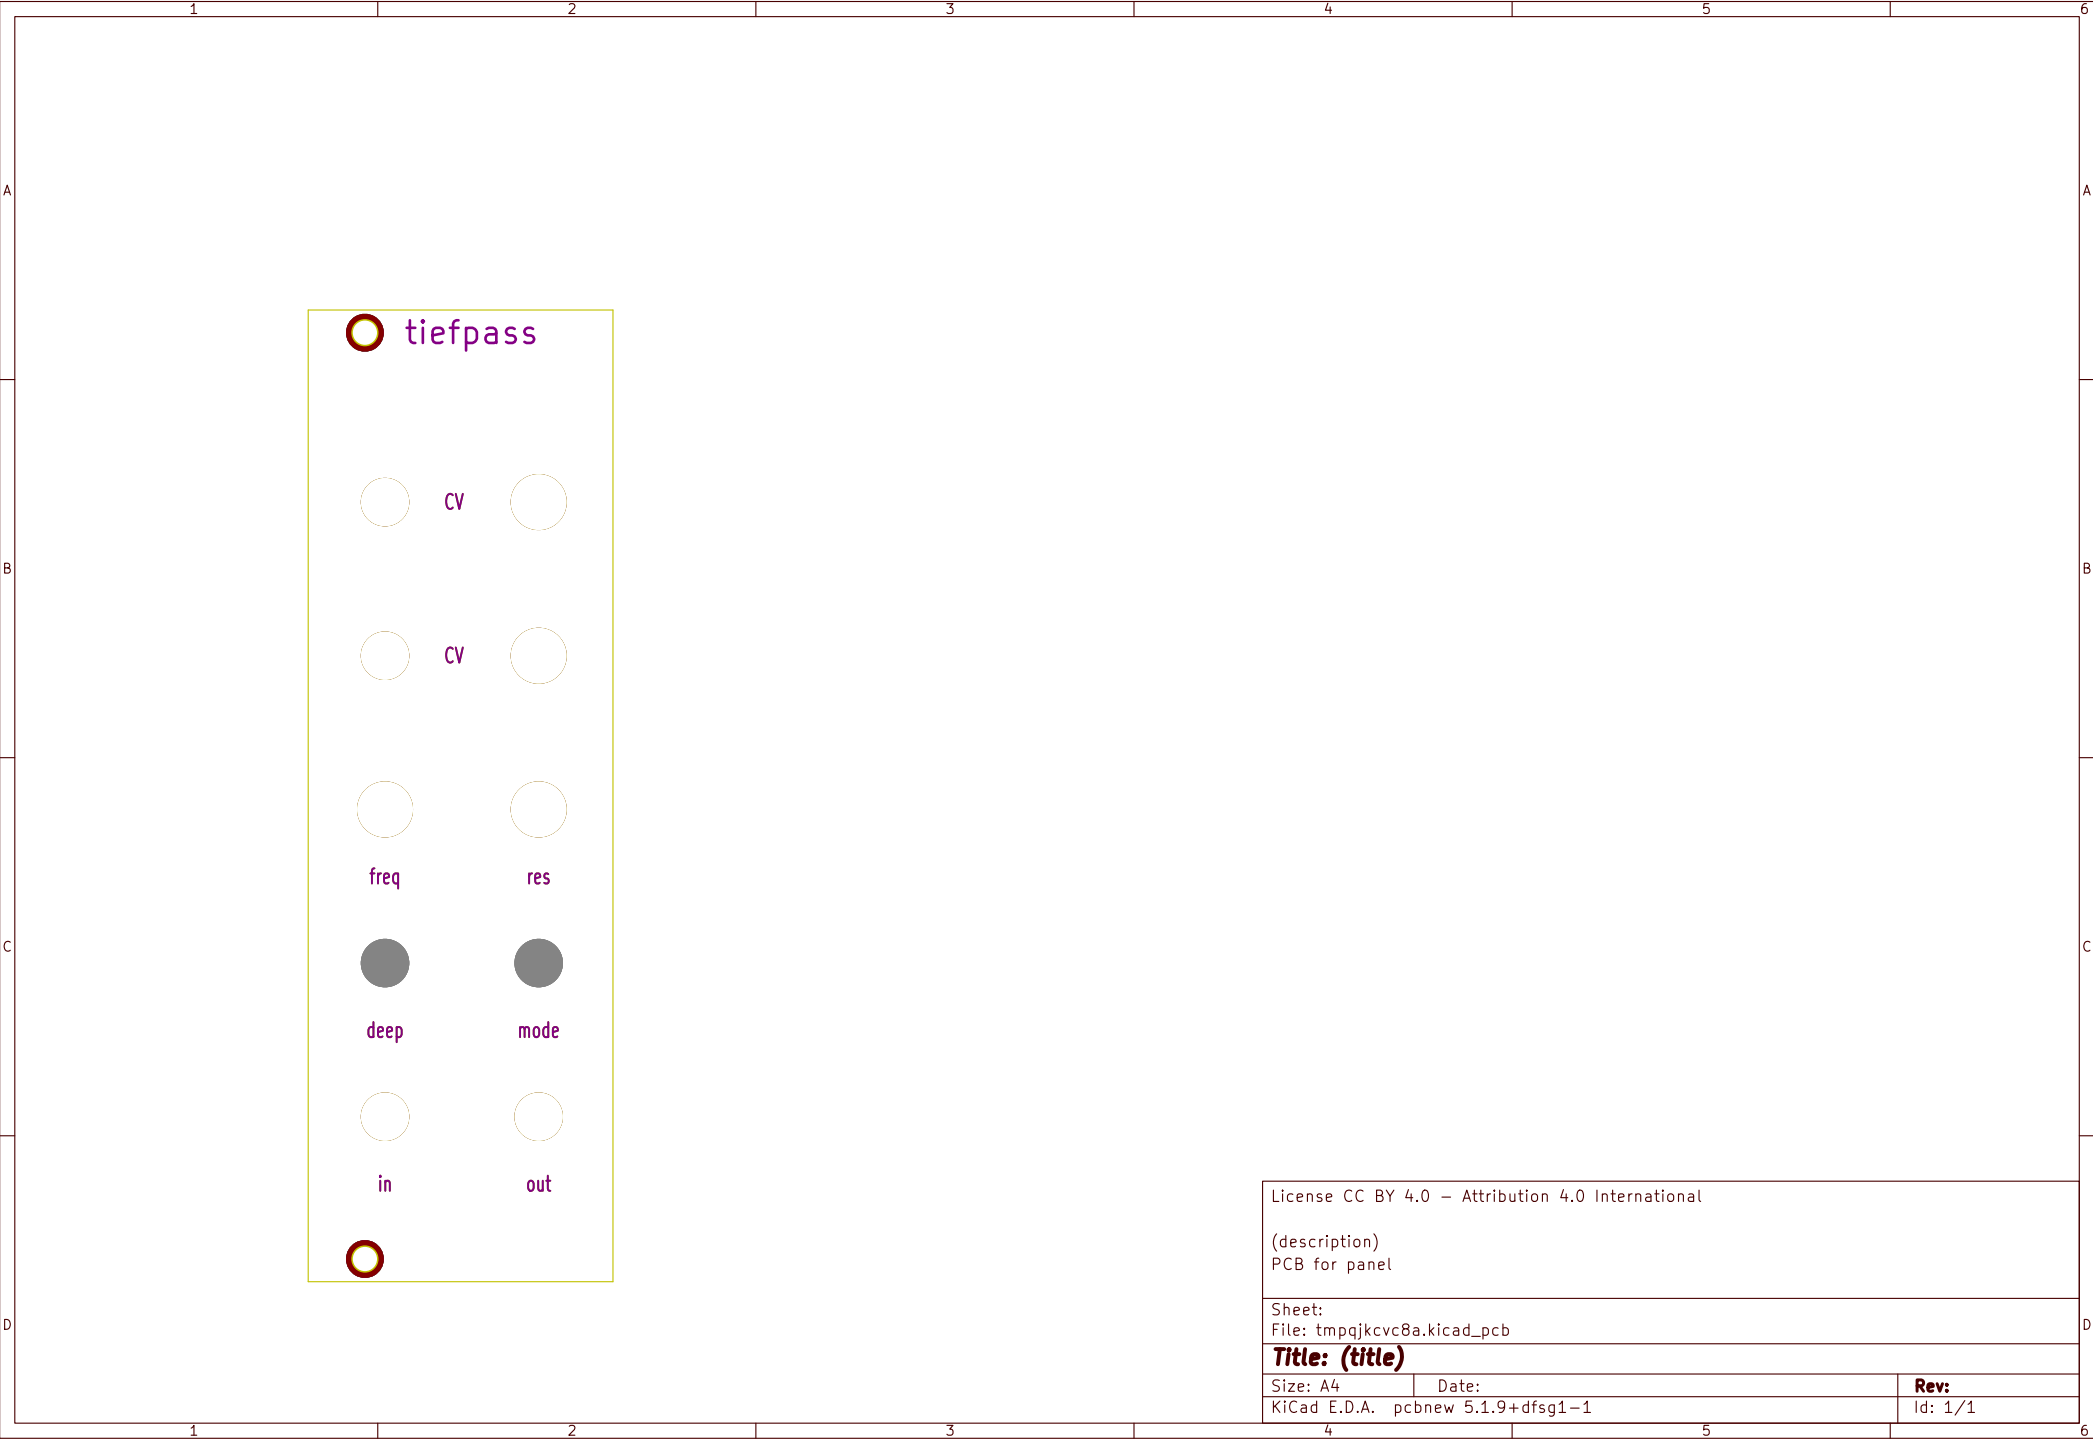 1 2 3 4 5 6
A A
tiefpass
CV
B B
CV
freq res
C C
deep mode
in out
License CC BY 4.0 – Attribution 4.0 International
(description)
PCB for panel
Sheet:
D D
File: tmpqjkcvc8a.kicad_pcb
Title: (title)
Size: A4 Date: Rev:
KiCad E.D.A. pcbnew 5.1.9+dfsg1-1 Id: 1/1
1 2 3 4 5 6